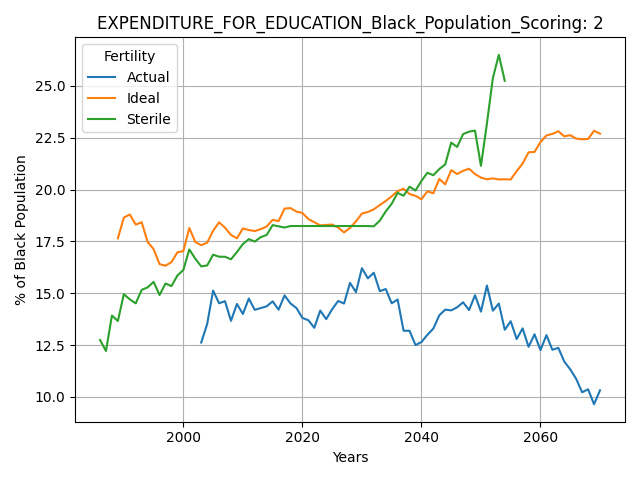 EXPENDITURE_FOR_EDUCATION_Black_Population_Scoring: 2
Fertility
Actual
Ideal
Sterile
% of Black Population
25.0
22.5
20.0
17.5
15.0
12.5
10.0
2000 2020 2040 2060
Years